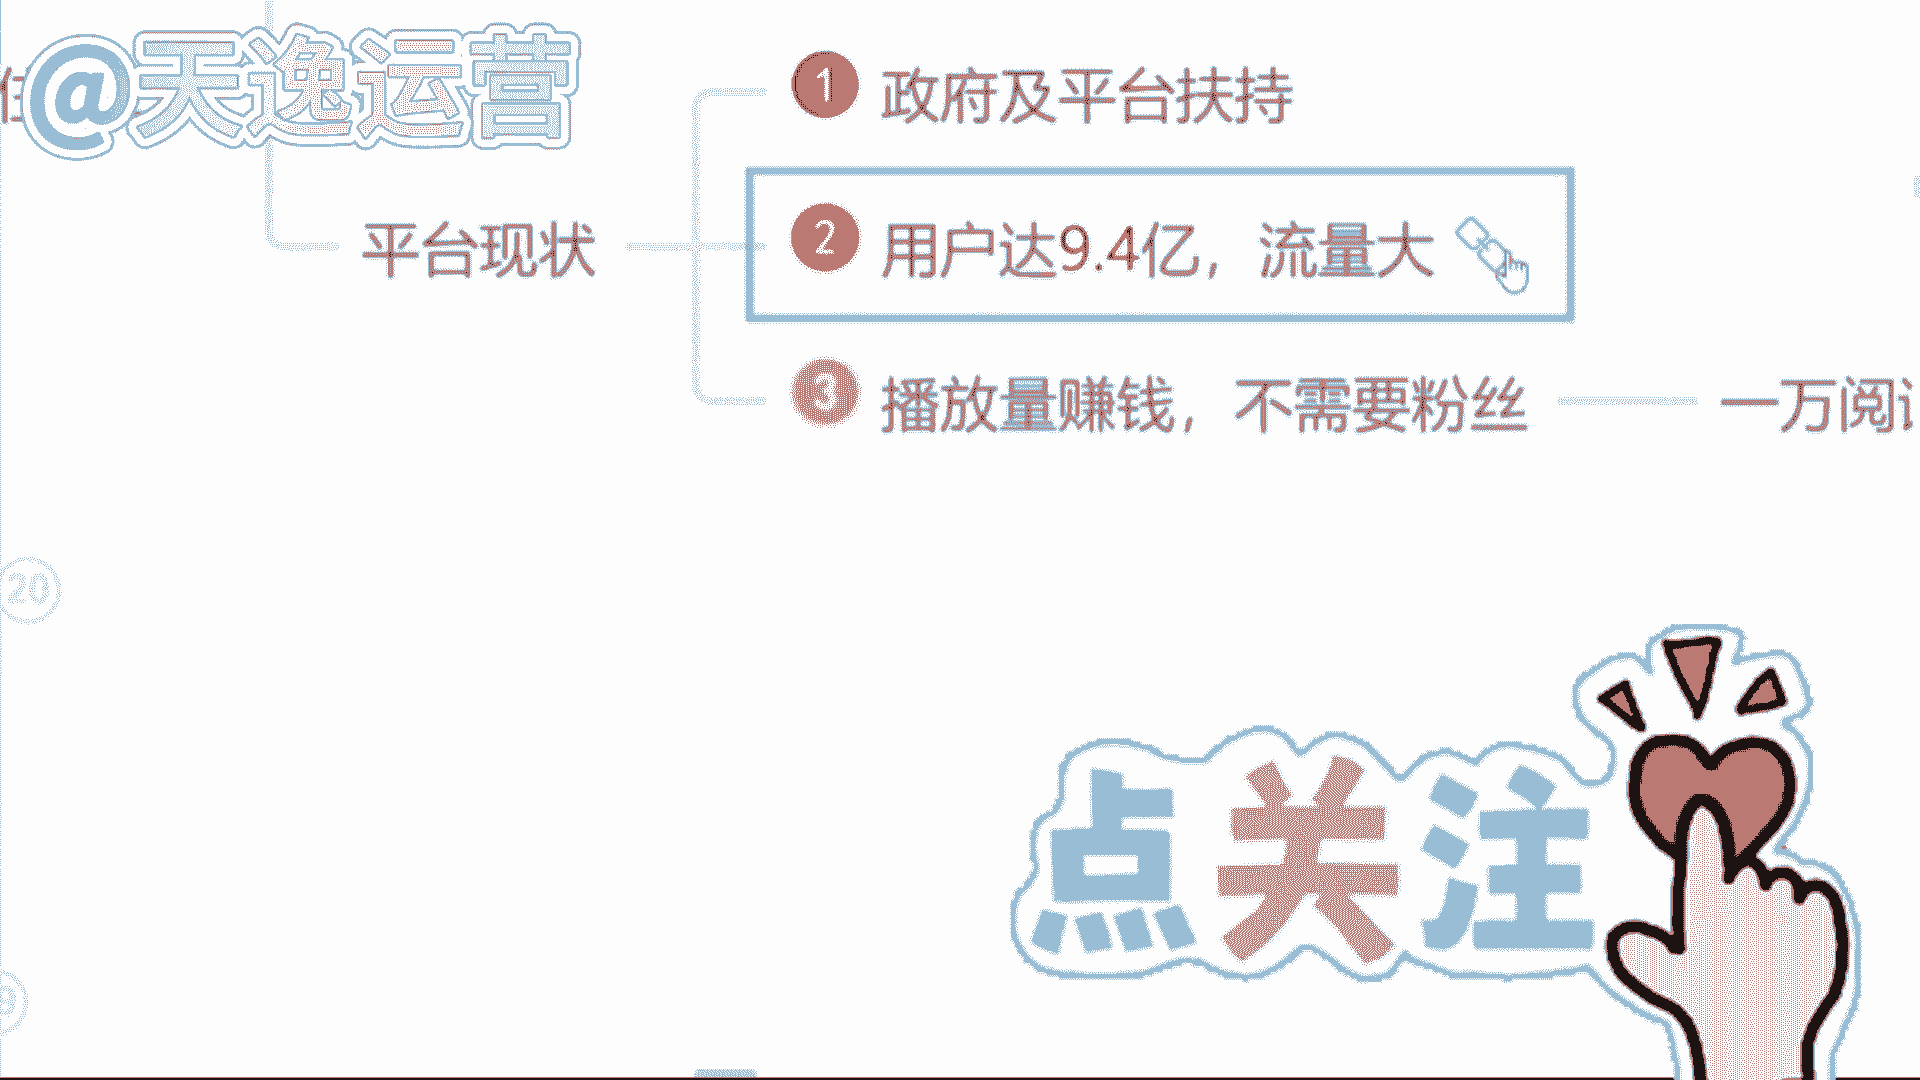 @天逸运营
1 政府及平台扶持
平台现状
2 用户达9.4亿，流量大
3 播放量赚钱，不需要粉丝
一万阅
20
9
点关注